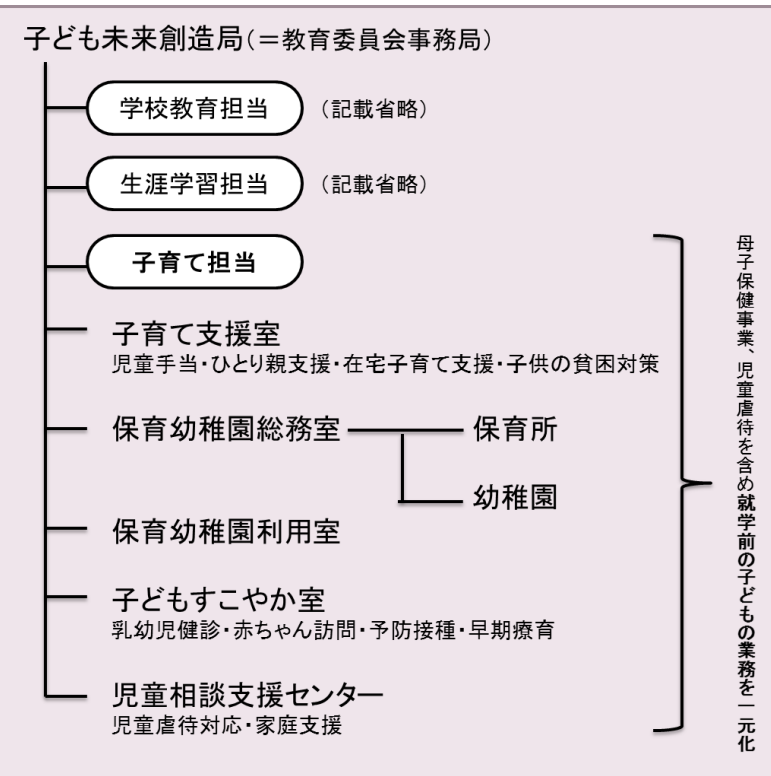 子ども未来創造局(＝教育委員会事務局)
学校教育担当 (記載省略)
生涯学習担当 (記載省略)
子育て担当
子育て支援室
児童手当・ひとり親支援・在宅子育て支援・子供の貧困対策
保育幼稚園総務室 保育所
幼稚園
保育幼稚園利用室
子どもすこやか室
乳幼児健診・赤ちゃん訪問・予防接種・早期療育
児童相談支援センター
児童虐待対応・家庭支援
母子保健事業、児童虐待を含め就学前の子どもの業務を一元化